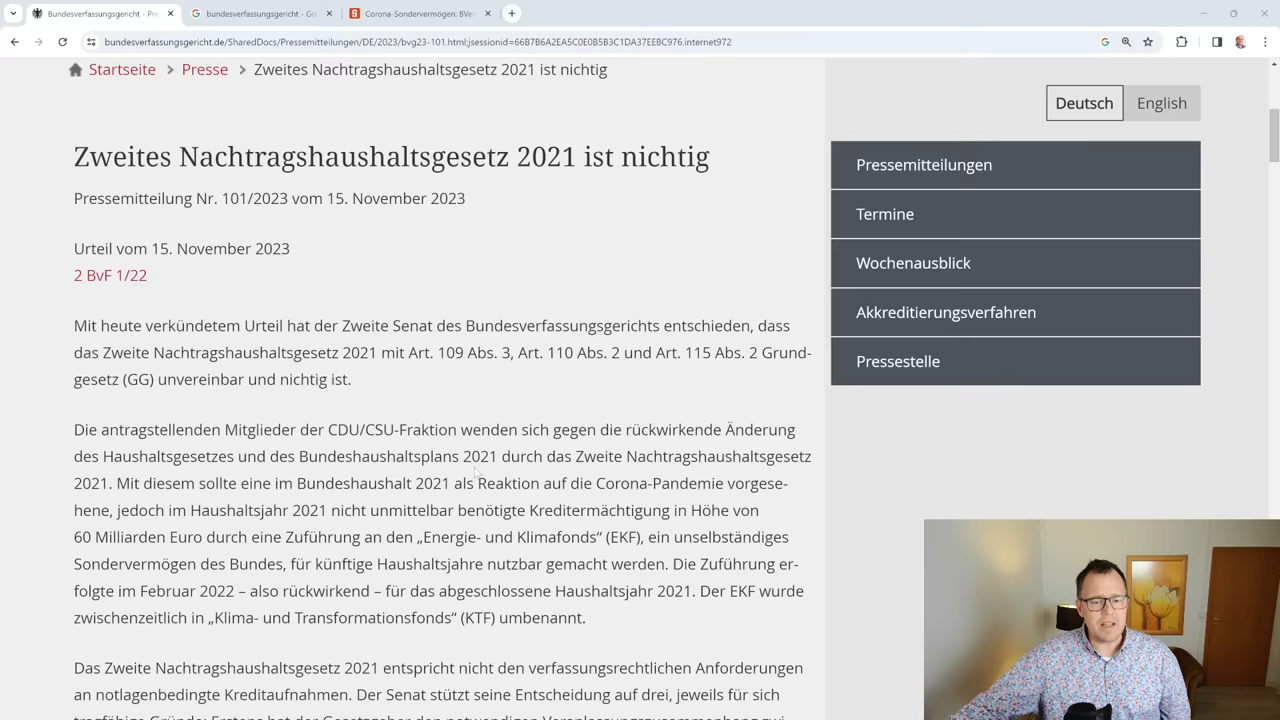 Bundesverfassungsgericht - Pre
bundesverfassungsgericht - Go
Corona-Sondervermögen: BVe
bundesverfassungsgericht.de/SharedDocs/Pressemitteilungen/DE/2023/bvg23-101.html;jsessionid=66B7B6A2EA5C0E0B5B3C1DA37EEBC976.internet972
Startseite > Presse > Zweites Nachtragshaushaltsgesetz 2021 ist nichtig
Deutsch English
Zweites Nachtragshaushaltsgesetz 2021 ist nichtig
Pressemitteilung Nr. 101/2023 vom 15. November 2023
Urteil vom 15. November 2023
2 BvF 1/22
Mit heute verkündetem Urteil hat der Zweite Senat des Bundesverfassungsgerichts entschieden, dass
das Zweite Nachtragshaushaltsgesetz 2021 mit Art. 109 Abs. 3, Art. 110 Abs. 2 und Art. 115 Abs. 2 Grund-
gesetz (GG) unvereinbar und nichtig ist.
Die antragstellenden Mitglieder der CDU/CSU-Fraktion wenden sich gegen die rückwirkende Änderung
des Haushaltsgesetzes und des Bundeshaushaltsplans 2021 durch das Zweite Nachtragshaushaltsgesetz
2021. Mit diesem sollte eine im Bundeshaushalt 2021 als Reaktion auf die Corona-Pandemie vorgese-
hene, jedoch im Haushaltsjahr 2021 nicht unmittelbar benötigte Kreditermächtigung in Höhe von
60 Milliarden Euro durch eine Zuführung an den „Energie- und Klimafonds“ (EKF), ein unselbständiges
Sondervermögen des Bundes, für künftige Haushaltsjahre nutzbar gemacht werden. Die Zuführung er-
folgte im Februar 2022 – also rückwirkend – für das abgeschlossene Haushaltsjahr 2021. Der EKF wurde
zwischenzeitlich in „Klima- und Transformationsfonds“ (KTF) umbenannt.
Das Zweite Nachtragshaushaltsgesetz 2021 entspricht nicht den verfassungsrechtlichen Anforderungen
an notlagenbedingte Kreditaufnahmen. Der Senat stützt seine Entscheidung auf drei, jeweils für sich
tragfähige Gründe: Erstens hat der Gesetzgeber den notwendigen Veranlassungszusammenhang zwi-
Pressemitteilungen
Termine
Wochenausblick
Akkreditierungsverfahren
Pressestelle